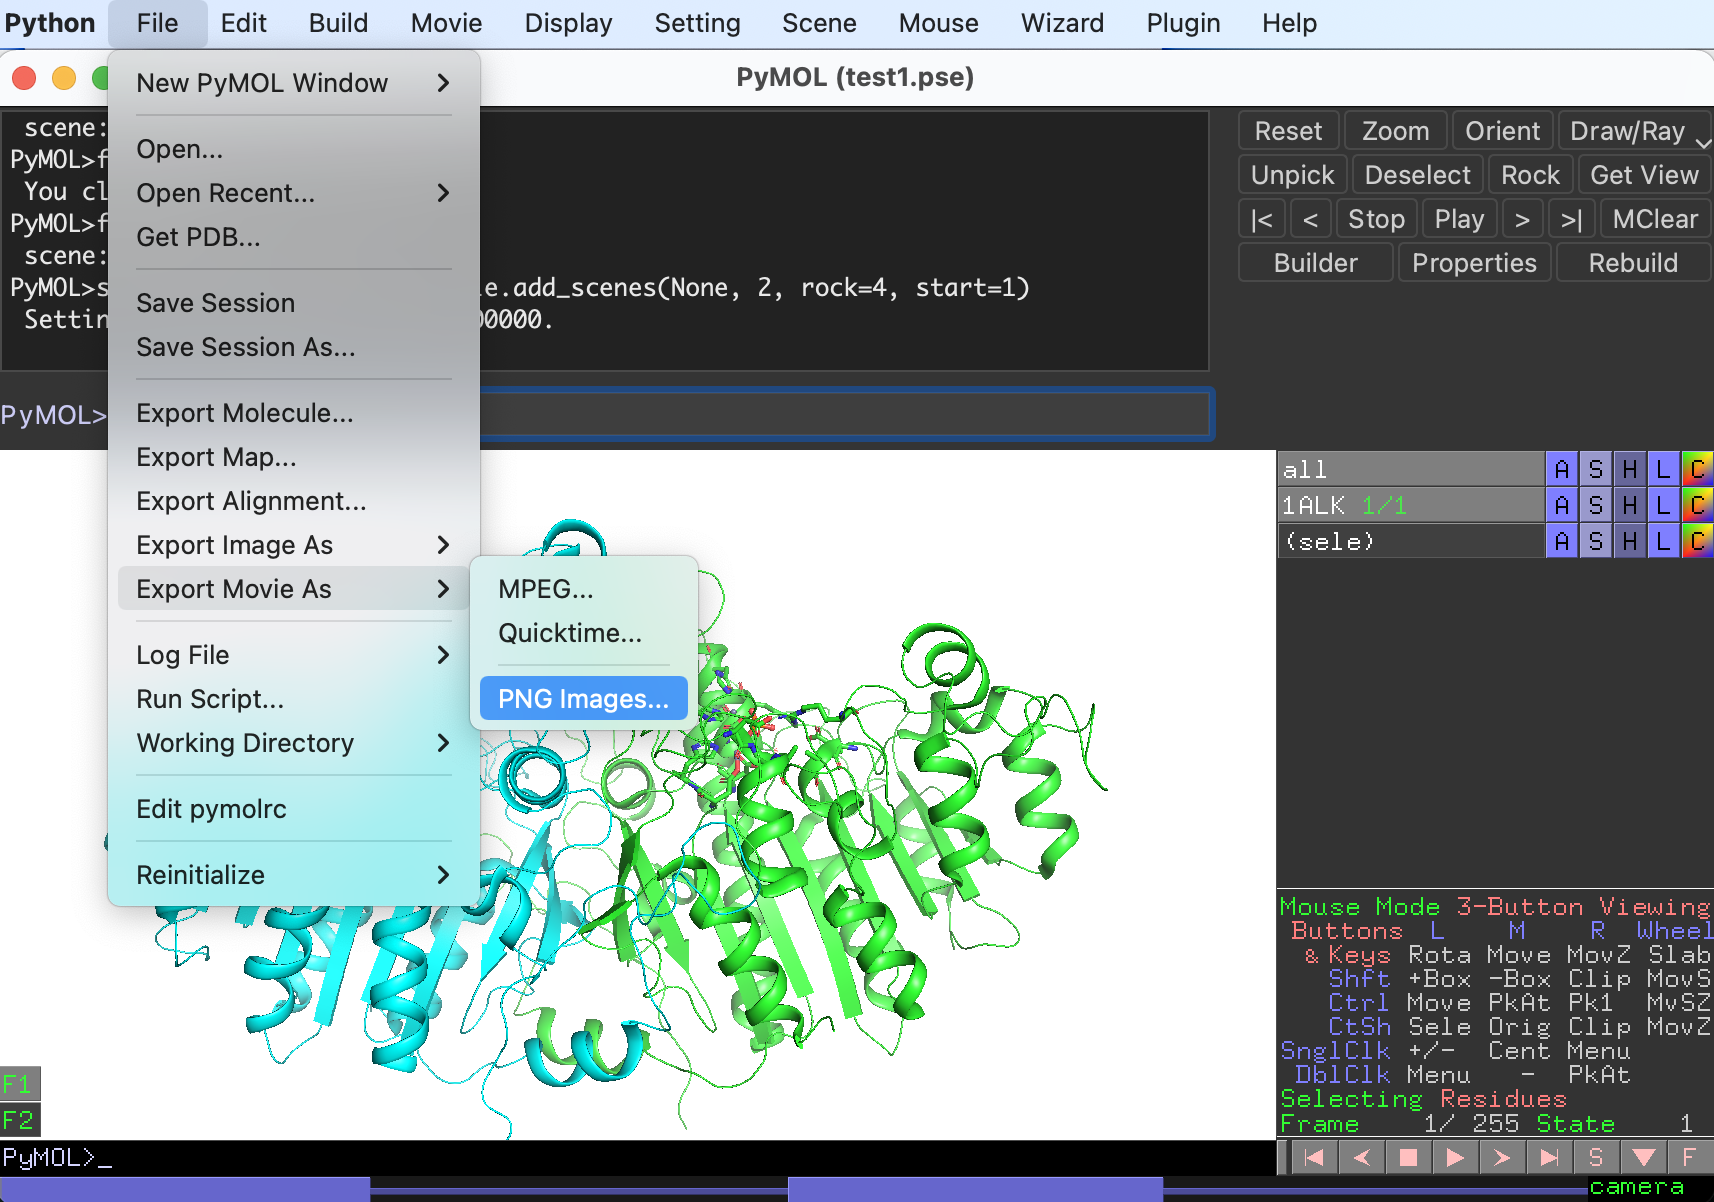 Python File Edit Build Movie Display Setting Scene Mouse Wizard Plugin Help
PyMOL (test1.pse)
New PyMOL Window
Open...
Open Recent...
Get PDB...
Save Session
Save Session As...
Export Molecule...
Export Map...
Export Alignment...
Export Image As
Export Movie As
Log File
Run Script...
Working Directory
Edit pymolrc
Reinitialize
MPEG...
Quicktime...
PNG Images...
scene:
PyMOL>f
You cl
PyMOL>f
scene:
PyMOL>s le.add_scenes(None, 2, rock=4, start=1)
Settin 00000.
PyMOL>
Reset Zoom Orient Draw/Ray
Unpick Deselect Rock Get View
|< < Stop Play > >| MClear
Builder Properties Rebuild
all A S H L C
1ALK 1/1 A S H L C
(sele) A S H L C
Mouse Mode 3-Button Viewing
Buttons L M R Wheel
& Keys Rota Move MovZ Slab
Shft +Box -Box Clip MovS
Ctrl Move PkAt Pk1 MvSZ
CtSh Sele Orig Clip MovZ
SnglClk +/- Cent Menu
DblClk Menu - PkAt
Selecting Residues
Frame 1/ 255 State 1
S F
F1
F2
PyMOL>_
camera